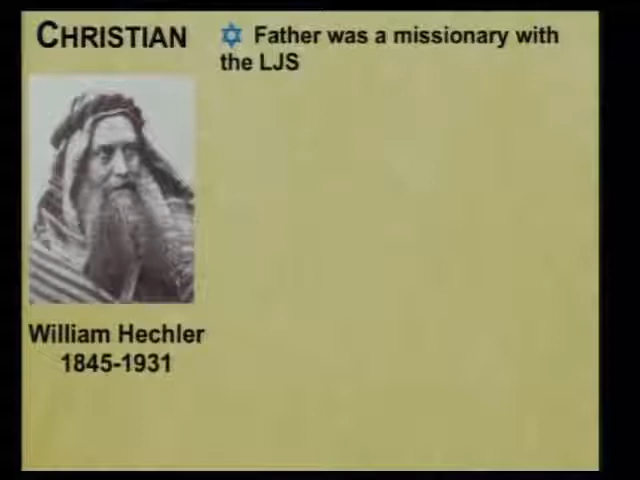 CHRISTIAN
Father was a missionary with
the LJS
William Hechler
1845-1931